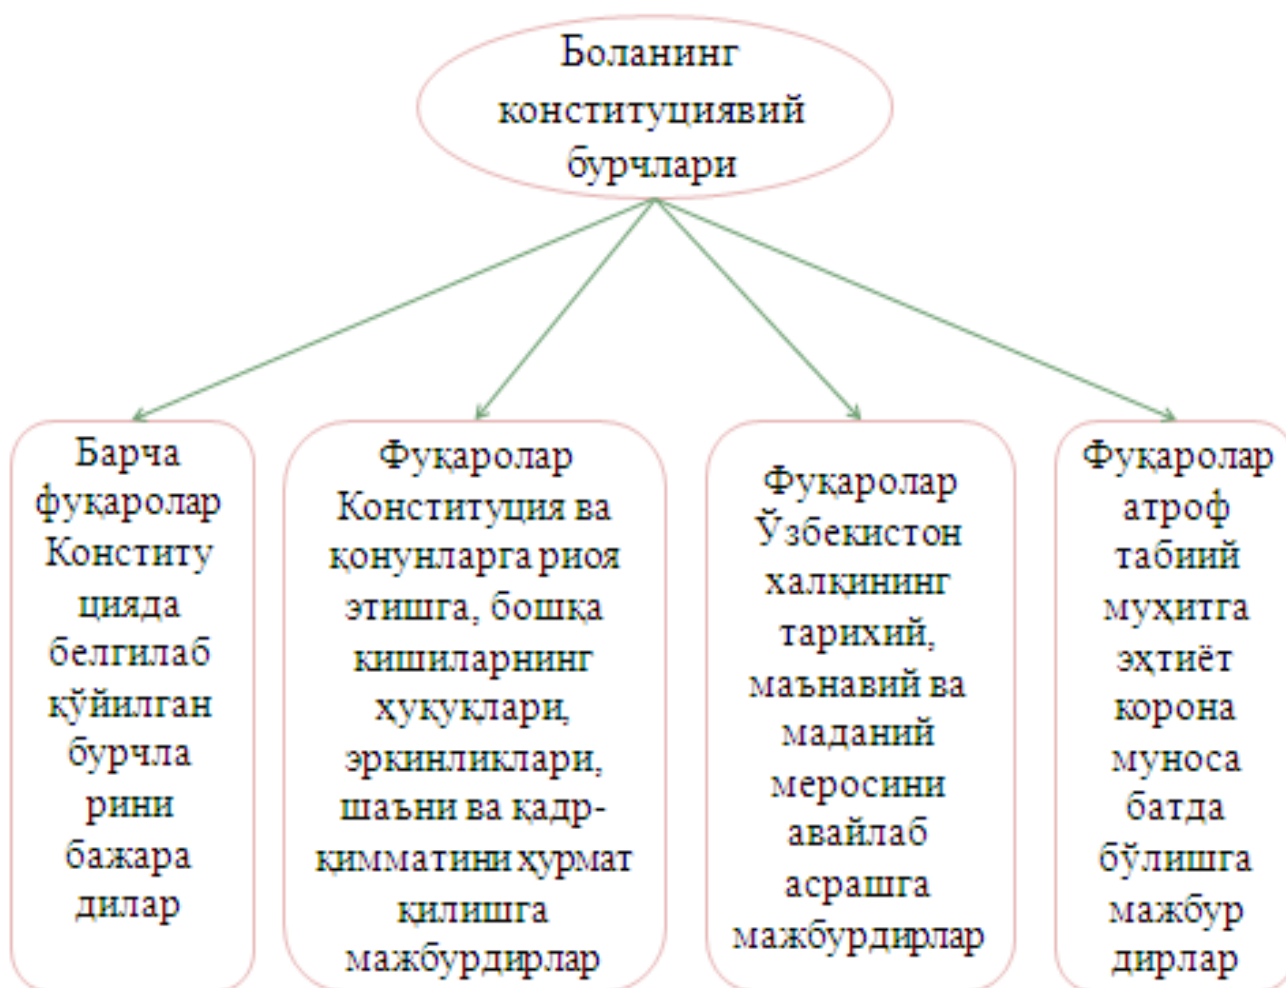 Боланинг
конституциявий
бурчлари
Барча
фуқаролар
Конститу
цияда
белгилаб
қўйилган
бурчла
рини
бажара
дилар
Фуқаролар
Конституция ва
қонунларга риоя
этишга, бошқа
кишиларнинг
ҳуқуқлари,
эркинликлари,
шаъни ва қадр-
қимматини ҳурмат
қилишга
мажбурдирлар
Фуқаролар
Ўзбекистон
халқининг
тарихий,
маънавий ва
маданий
меросини
авайлаб
асрашга
мажбурдирлар
Фуқаролар
атроф
табиий
муҳитга
эҳтиёт
корона
муноса
батда
бўлишга
мажбур
дирлар